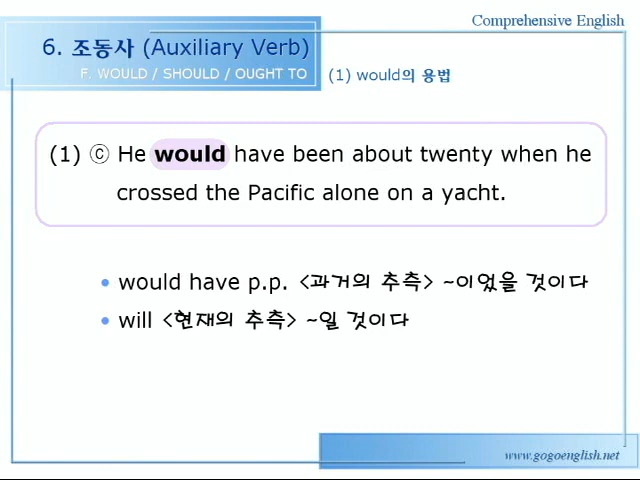 Comprehensive English
6. 조동사 (Auxiliary Verb)
F. WOULD / SHOULD / OUGHT TO
(1) would의 용법
(1) ⓒ He would have been about twenty when he
crossed the Pacific alone on a yacht.
• would have p.p. <과거의 추측> ~이었을 것이다
• will <현재의 추측> ~일 것이다
www.gogoenglish.net